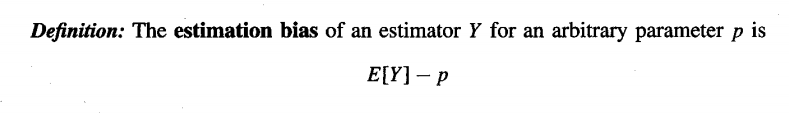 Definition: The estimation bias of an estimator Y for an arbitrary parameter p is
E[Y] – p